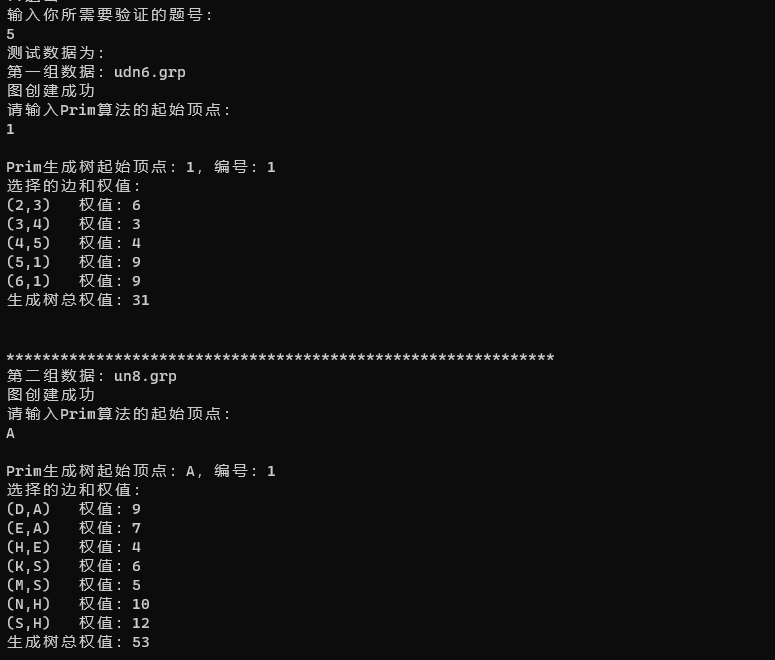 输入你所需要验证的题号:
5
测试数据为:
第一组数据: udn6.grp
图创建成功
请输入Prim算法的起始顶点:
1
Prim生成树起始顶点: 1, 编号: 1
选择的边和权值:
(2,3) 权值: 6
(3,4) 权值: 3
(4,5) 权值: 4
(5,1) 权值: 9
(6,1) 权值: 9
生成树总权值: 31
*************************************************************
第二组数据: un8.grp
图创建成功
请输入Prim算法的起始顶点:
A
Prim生成树起始顶点: A, 编号: 1
选择的边和权值:
(D,A) 权值: 9
(E,A) 权值: 7
(H,E) 权值: 4
(K,S) 权值: 6
(M,S) 权值: 5
(N,H) 权值: 10
(S,H) 权值: 12
生成树总权值: 53